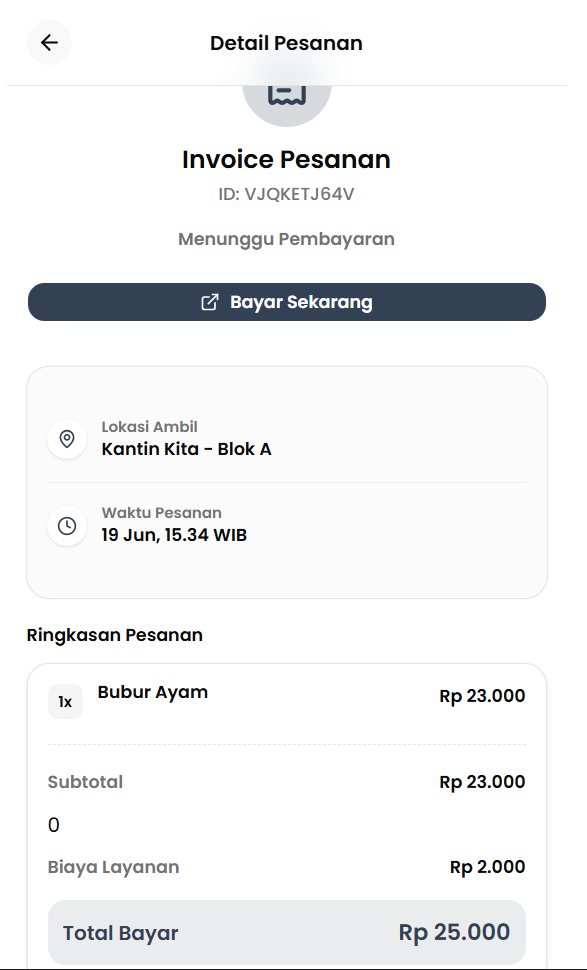 Detail Pesanan
Invoice Pesanan
ID: VJQKETJ64V
Menunggu Pembayaran
Bayar Sekarang
Lokasi Ambil
Kantin Kita - Blok A
Waktu Pesanan
19 Jun, 15.34 WIB
Ringkasan Pesanan
1x Bubur Ayam Rp 23.000
Subtotal Rp 23.000
0
Biaya Layanan Rp 2.000
Total Bayar Rp 25.000